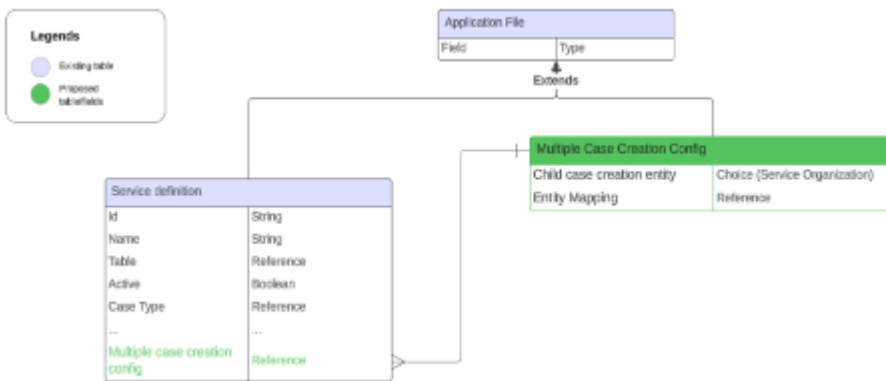 Legends
Existing table
Proposed
table/fields
Application File
Field Type
Extends
Multiple Case Creation Config
Child case creation entity Choice (Service Organization)
Entity Mapping Reference
Service definition
Id String
Name String
Table Reference
Active Boolean
Case Type Reference
... ...
Multiple case creation
config Reference